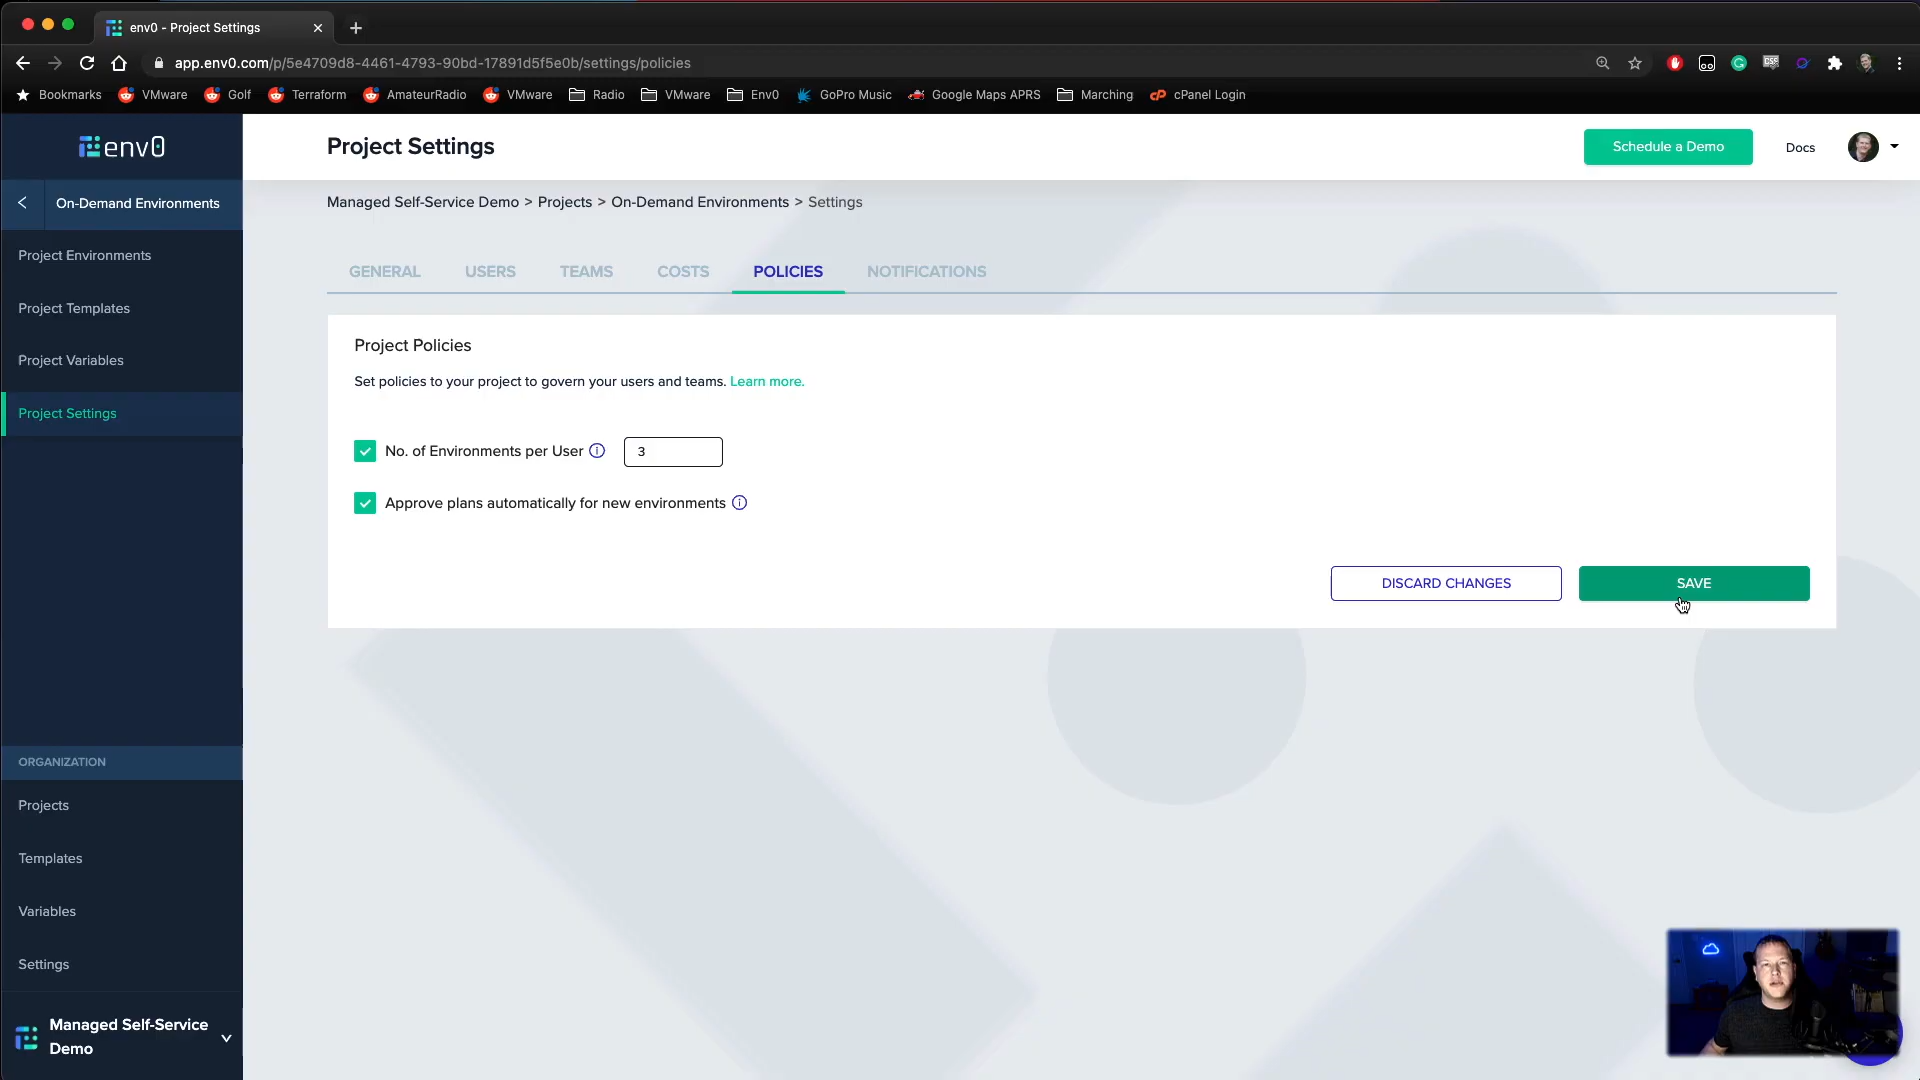 env0 - Project Settings
app.env0.com/p/5e4709d8-4461-4793-90bd-17891d5f5e0b/settings/policies
Bookmarks VMware Golf Terraform AmateurRadio VMware Radio VMware Env0 GoPro Music Google Maps APRS Marching cPanel Login
env0
Project Settings
Schedule a Demo
Docs
On-Demand Environments
Managed Self-Service Demo > Projects > On-Demand Environments > Settings
Project Environments
Project Templates
Project Variables
Project Settings
GENERAL USERS TEAMS COSTS POLICIES NOTIFICATIONS
Project Policies
Set policies to your project to govern your users and teams. Learn more.
No. of Environments per User 3
Approve plans automatically for new environments
DISCARD CHANGES SAVE
ORGANIZATION
Projects
Templates
Variables
Settings
Managed Self-Service
Demo